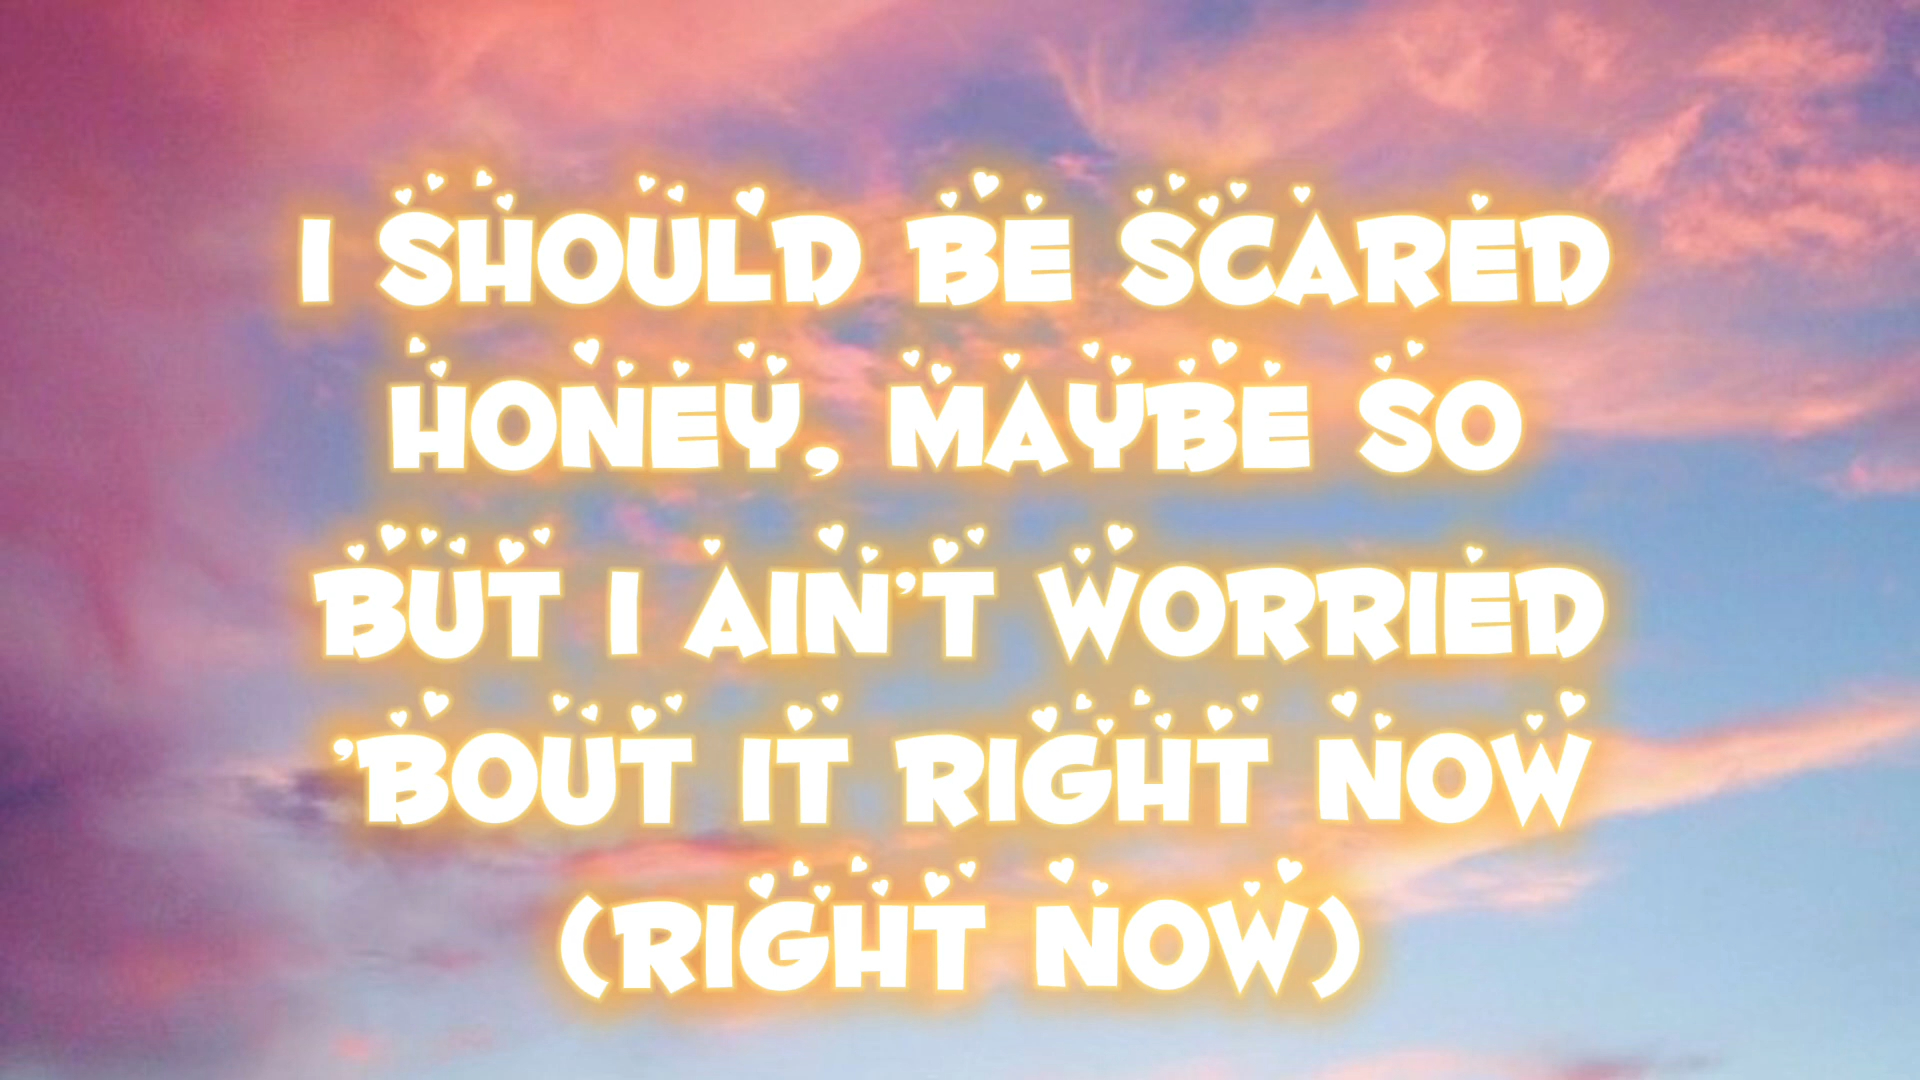 I SHOULD BE SCARED
HONEY, MAYBE SO
BUT I AIN'T WORRIED
'BOUT IT RIGHT NOW
(RIGHT NOW)